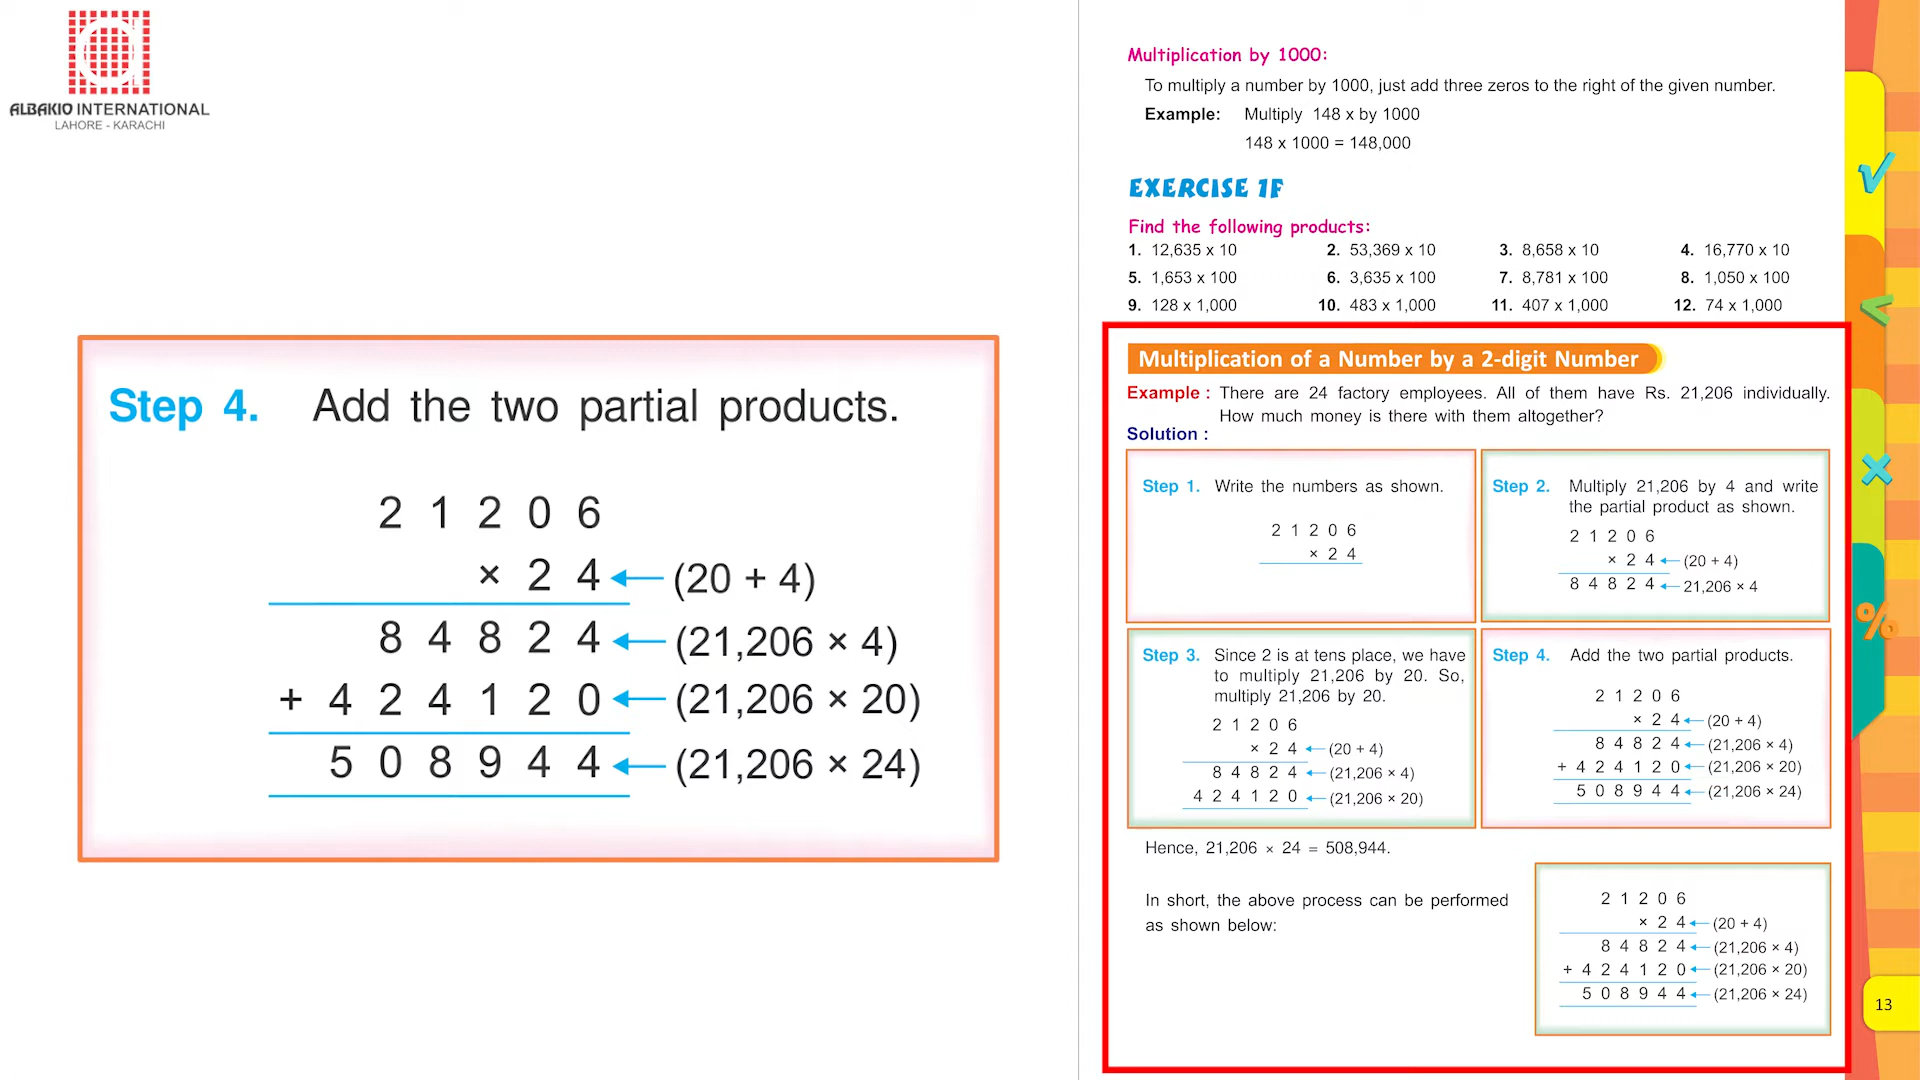 ALBAKIO INTERNATIONAL
LAHORE - KARACHI
Step 4. Add the two partial products.
2 1 2 0 6
× 2 4 (20 + 4)
8 4 8 2 4 (21,206 × 4)
+ 4 2 4 1 2 0 (21,206 × 20)
5 0 8 9 4 4 (21,206 × 24)
Multiplication by 1000:
To multiply a number by 1000, just add three zeros to the right of the given number.
Example: Multiply 148 x by 1000
148 x 1000 = 148,000
EXERCISE 1F
Find the following products:
1. 12,635 x 10 2. 53,369 x 10 3. 8,658 x 10 4. 16,770 x 10
5. 1,653 x 100 6. 3,635 x 100 7. 8,781 x 100 8. 1,050 x 100
9. 128 x 1,000 10. 483 x 1,000 11. 407 x 1,000 12. 74 x 1,000
Multiplication of a Number by a 2-digit Number
Example : There are 24 factory employees. All of them have Rs. 21,206 individually.
How much money is there with them altogether?
Solution :
Step 1. Write the numbers as shown.
2 1 2 0 6
× 2 4
Step 2. Multiply 21,206 by 4 and write
the partial product as shown.
2 1 2 0 6
× 2 4 (20 + 4)
8 4 8 2 4 21,206 × 4
Step 3. Since 2 is at tens place, we have
to multiply 21,206 by 20. So,
multiply 21,206 by 20.
2 1 2 0 6
× 2 4 (20 + 4)
8 4 8 2 4 (21,206 × 4)
4 2 4 1 2 0 (21,206 × 20)
Step 4. Add the two partial products.
2 1 2 0 6
× 2 4 (20 + 4)
8 4 8 2 4 (21,206 × 4)
+ 4 2 4 1 2 0 (21,206 × 20)
5 0 8 9 4 4 (21,206 × 24)
Hence, 21,206 × 24 = 508,944.
In short, the above process can be performed
as shown below:
2 1 2 0 6
× 2 4 (20 + 4)
8 4 8 2 4 (21,206 × 4)
+ 4 2 4 1 2 0 (21,206 × 20)
5 0 8 9 4 4 (21,206 × 24)
√
<
×
%
13